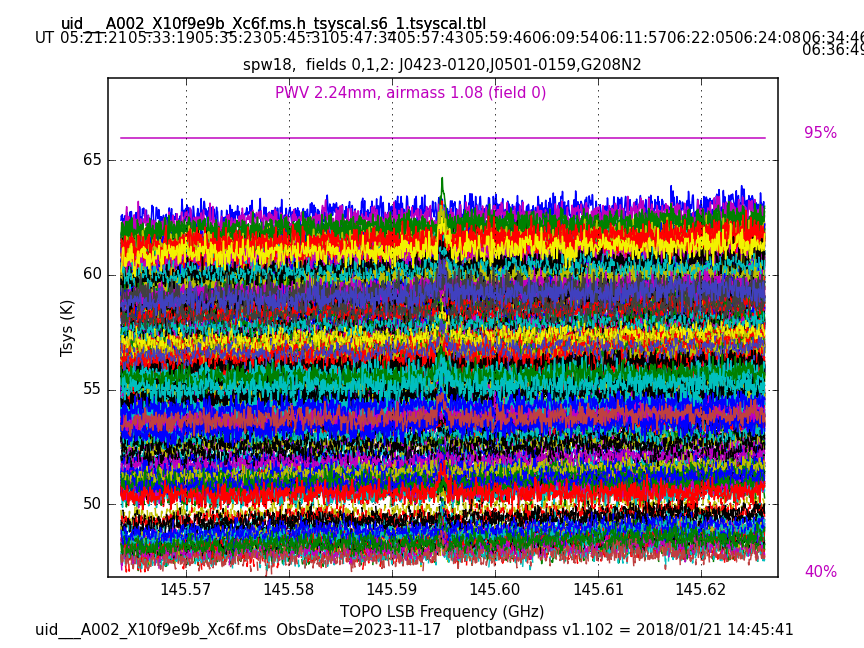 uid___A002_X10f9e9b_Xc6f.ms.h_tsyscal.s6_1.tsyscal.tbl
UT 05:21:21 05:33:19 05:35:23 05:45:31 05:47:34 05:57:43 05:59:46 06:09:54 06:11:57 06:22:05 06:24:08 06:34:46
06:36:49
spw18, fields 0,1,2: J0423-0120,J0501-0159,G208N2
PWV 2.24mm, airmass 1.08 (field 0)
95%
65
60
Tsys (K)
55
50
40%
145.57 145.58 145.59 145.60 145.61 145.62
TOPO LSB Frequency (GHz)
uid___A002_X10f9e9b_Xc6f.ms ObsDate=2023-11-17 plotbandpass v1.102 = 2018/01/21 14:45:41